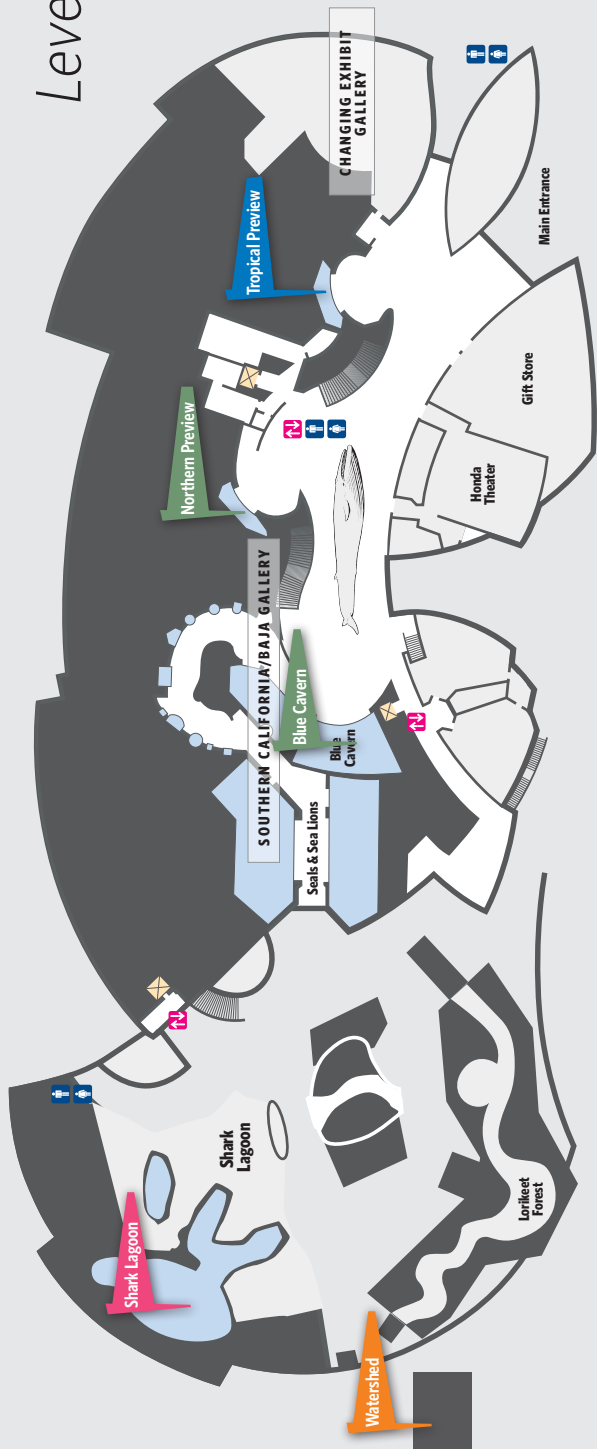 Leve
CHANGING EXHIBIT
GALLERY
Main Entrance
Tropical Preview
Gift Store
Northern Preview
Honda
Theater
SOUTHERN CALIFORNIA/BAJA GALLERY
Blue Cavern
Blue
Cavern
Seals & Sea Lions
Shark
Lagoon
Shark Lagoon
Lorikeet
Forest
Watershed